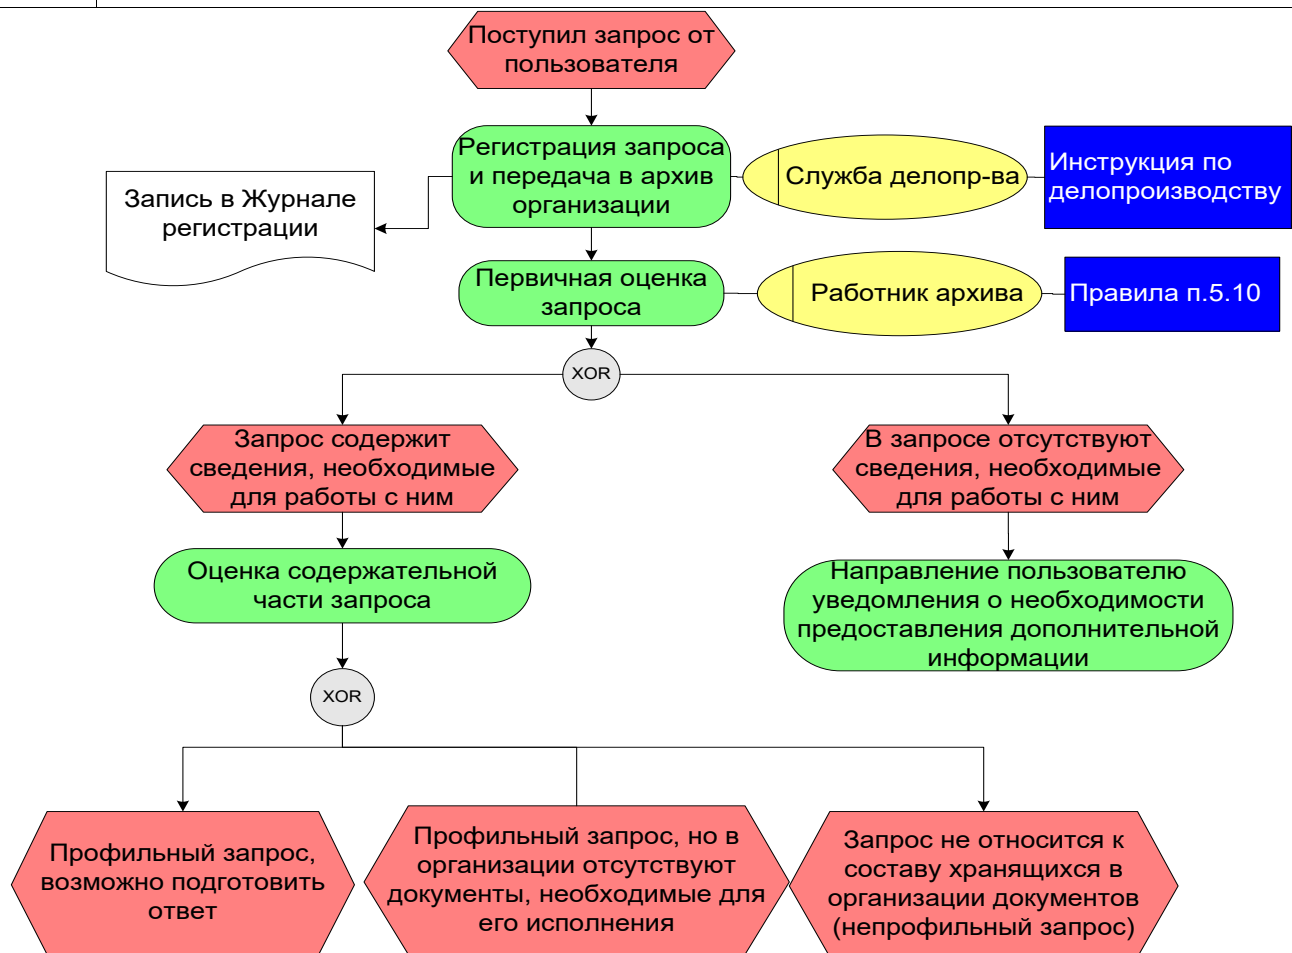 Поступил запрос от
пользователя
Регистрация запроса
и передача в архив
организации
Служба делопр-ва
Инструкция по
делопроизводству
Запись в Журнале
регистрации
Первичная оценка
запроса
Работник архива
Правила п.5.10
XOR
Запрос содержит
сведения, необходимые
для работы с ним
В запросе отсутствуют
сведения, необходимые
для работы с ним
Оценка содержательной
части запроса
Направление пользователю
уведомления о необходимости
предоставления дополнительной
информации
XOR
Профильный запрос,
возможно подготовить
ответ
Профильный запрос, но в
организации отсутствуют
документы, необходимые для
его исполнения
Запрос не относится к
составу хранящихся в
организации документов
(непрофильный запрос)